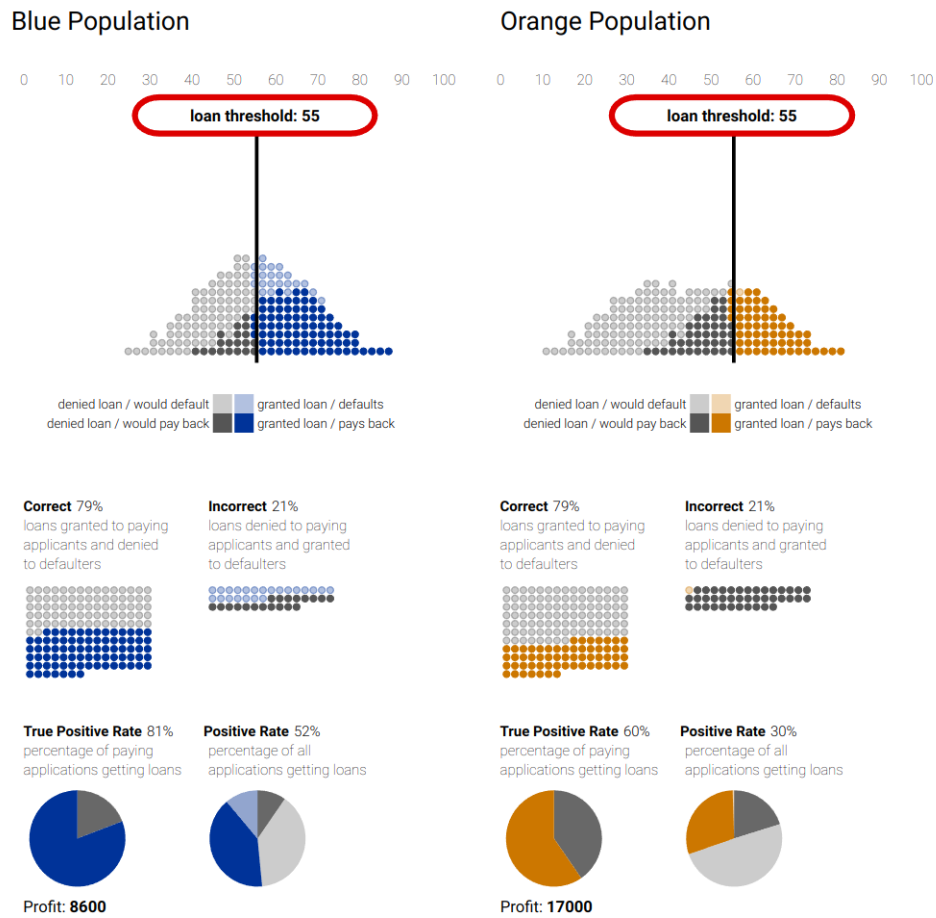 Blue Population
0 10 20 30 40 50 60 70 80 90 100
loan threshold: 55
denied loan / would default
granted loan / defaults
denied loan / would pay back
granted loan / pays back
Correct 79%
loans granted to paying
applicants and denied
to defaulters
Incorrect 21%
loans denied to paying
applicants and granted
to defaulters
True Positive Rate 81%
percentage of paying
applications getting loans
Positive Rate 52%
percentage of all
applications getting loans
Profit: 8600
Orange Population
0 10 20 30 40 50 60 70 80 90 100
loan threshold: 55
denied loan / would default
granted loan / defaults
denied loan / would pay back
granted loan / pays back
Correct 79%
loans granted to paying
applicants and denied
to defaulters
Incorrect 21%
loans denied to paying
applicants and granted
to defaulters
True Positive Rate 60%
percentage of paying
applications getting loans
Positive Rate 30%
percentage of all
applications getting loans
Profit: 17000